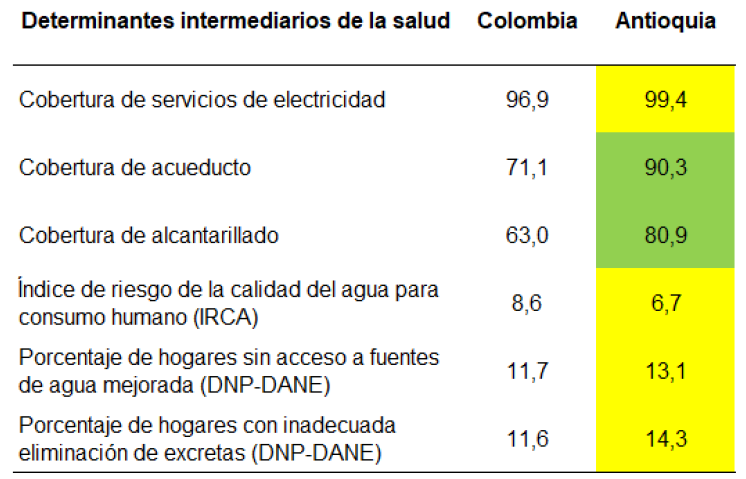 Determinantes intermediarios de la salud Colombia Antioquia
Cobertura de servicios de electricidad 96,9 99,4
Cobertura de acueducto 71,1 90,3
Cobertura de alcantarillado 63,0 80,9
Índice de riesgo de la calidad del agua para
consumo humano (IRCA) 8,6 6,7
Porcentaje de hogares sin acceso a fuentes
de agua mejorada (DNP-DANE) 11,7 13,1
Porcentaje de hogares con inadecuada
eliminación de excretas (DNP-DANE) 11,6 14,3